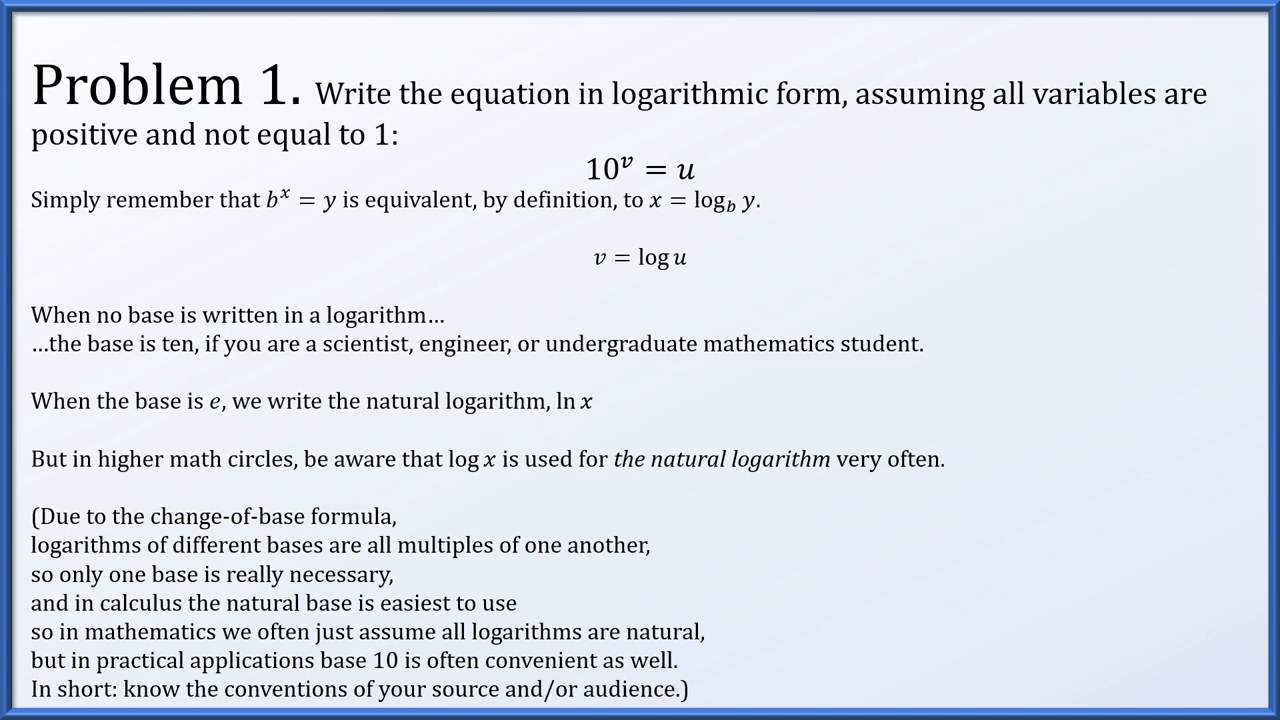 Problem 1. Write the equation in logarithmic form, assuming all variables are
positive and not equal to 1:
10ᵛ = u
Simply remember that bˣ = y is equivalent, by definition, to x = log_b y.
v = log u
When no base is written in a logarithm…
…the base is ten, if you are a scientist, engineer, or undergraduate mathematics student.
When the base is e, we write the natural logarithm, ln x
But in higher math circles, be aware that log x is used for the natural logarithm very often.
(Due to the change-of-base formula,
logarithms of different bases are all multiples of one another,
so only one base is really necessary,
and in calculus the natural base is easiest to use
so in mathematics we often just assume all logarithms are natural,
but in practical applications base 10 is often convenient as well.
In short: know the conventions of your source and/or audience.)